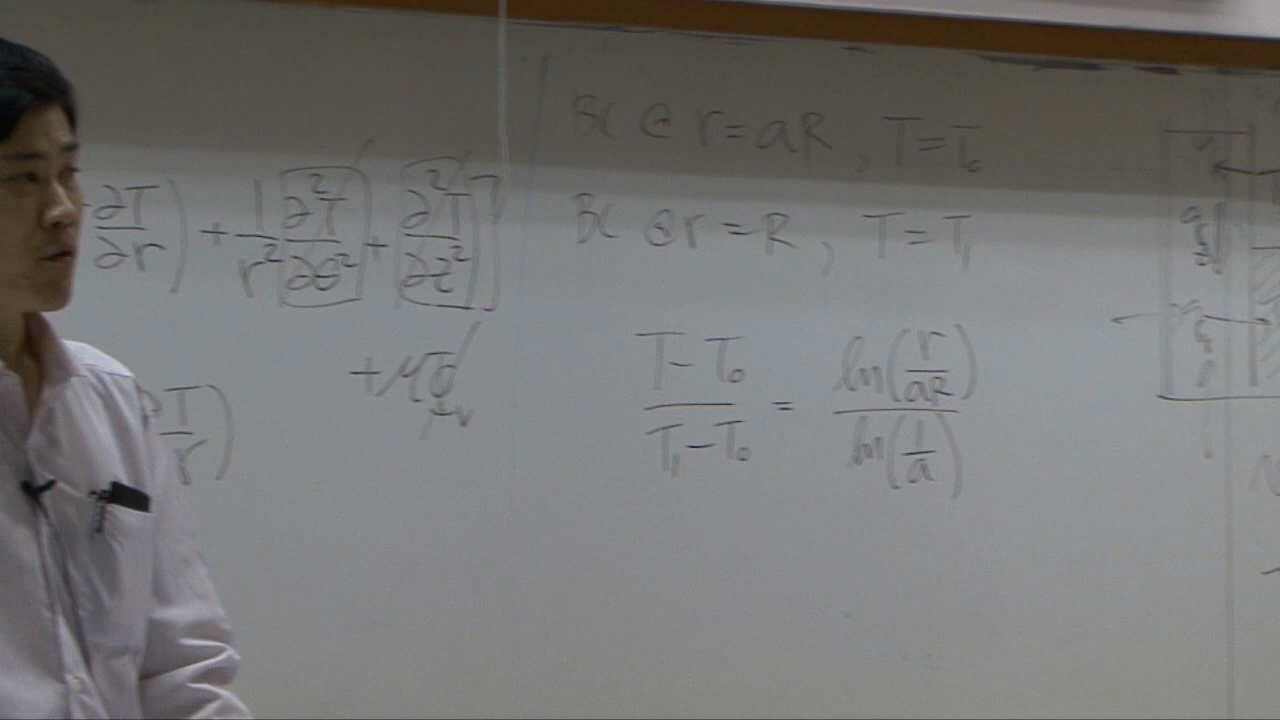 BC @ r = aR , T = T₀
∂T/∂r ) + 1/r² ∂²T/∂θ² + ∂²T/∂z² ]
BC @ r = R , T = T₁
+ μΦᵥ
(T - T₀)/(T₁ - T₀) = ln(r/aR)/ln(1/a)
∂T/∂r )